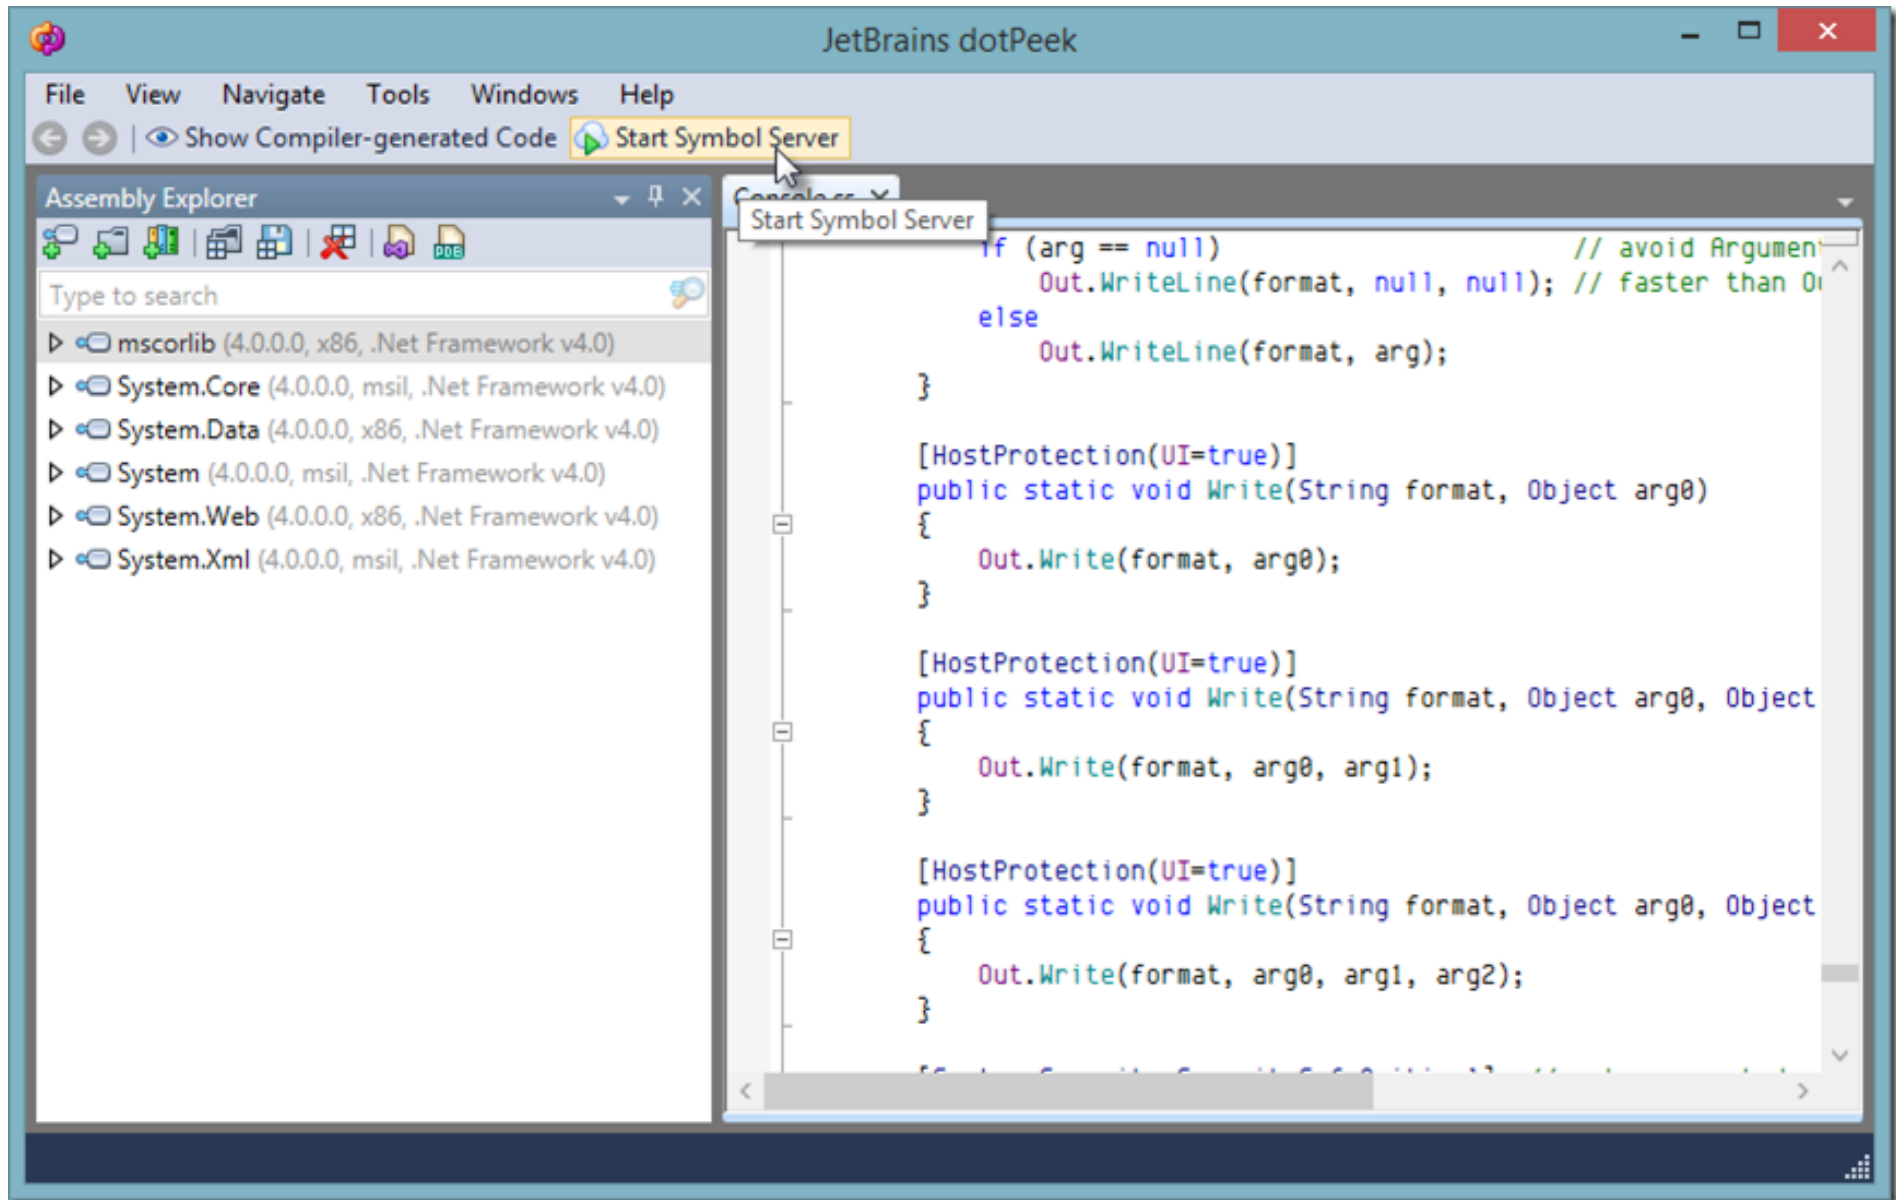 JetBrains dotPeek
File View Navigate Tools Windows Help
Show Compiler-generated Code Start Symbol Server
Assembly Explorer
Console.cs
Start Symbol Server
PDB
Type to search
mscorlib (4.0.0.0, x86, .Net Framework v4.0)
System.Core (4.0.0.0, msil, .Net Framework v4.0)
System.Data (4.0.0.0, x86, .Net Framework v4.0)
System (4.0.0.0, msil, .Net Framework v4.0)
System.Web (4.0.0.0, x86, .Net Framework v4.0)
System.Xml (4.0.0.0, msil, .Net Framework v4.0)
if (arg == null) // avoid Argument
Out.WriteLine(format, null, null); // faster than
else
Out.WriteLine(format, arg);
}
[HostProtection(UI=true)]
public static void Write(String format, Object arg0)
{
Out.Write(format, arg0);
}
[HostProtection(UI=true)]
public static void Write(String format, Object arg0, Object
{
Out.Write(format, arg0, arg1);
}
[HostProtection(UI=true)]
public static void Write(String format, Object arg0, Object
{
Out.Write(format, arg0, arg1, arg2);
}